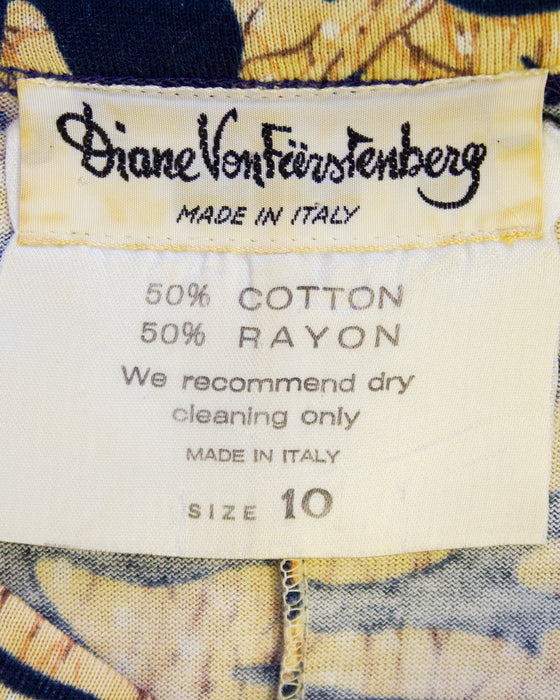 Diane Von Fürstenberg
MADE IN ITALY
50% COTTON
50% RAYON
We recommend dry
cleaning only
MADE IN ITALY
SIZE 10